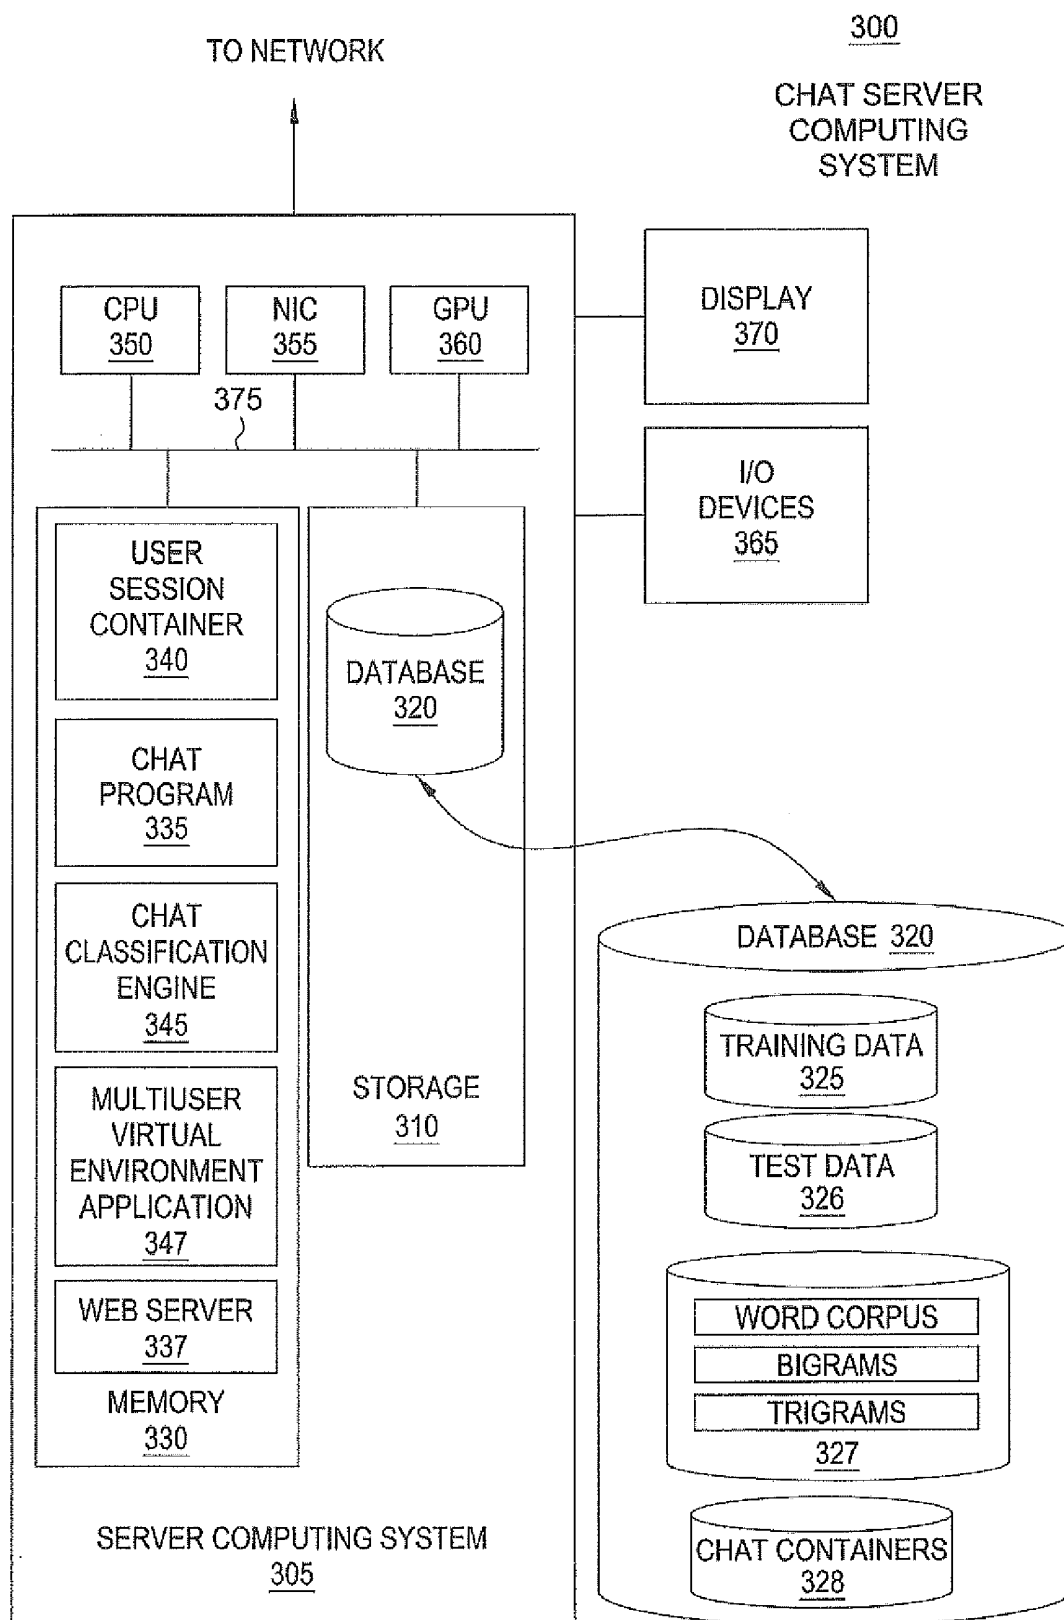 300
TO NETWORK
CHAT SERVER
COMPUTING
SYSTEM
CPU
350
NIC
355
GPU
360
DISPLAY
370
375
I/O
DEVICES
365
USER
SESSION
CONTAINER
340
DATABASE
320
CHAT
PROGRAM
335
CHAT
CLASSIFICATION
ENGINE
345
MULTIUSER
VIRTUAL
ENVIRONMENT
APPLICATION
347
WEB SERVER
337
MEMORY
330
STORAGE
310
DATABASE 320
TRAINING DATA
325
TEST DATA
326
WORD CORPUS
BIGRAMS
TRIGRAMS
327
CHAT CONTAINERS
328
SERVER COMPUTING SYSTEM
305